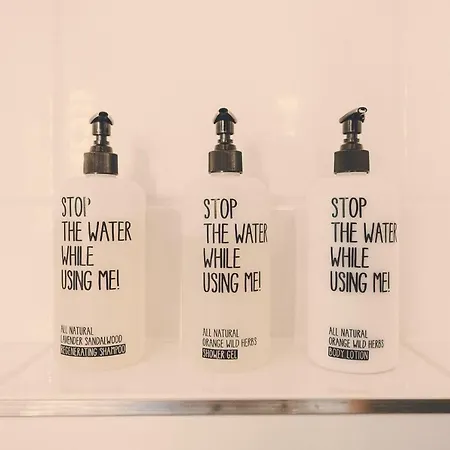 STOP
THE WATER
WHILE
USING ME!
ALL NATURAL
LAVENDER SANDALWOOD
REGENERATING SHAMPOO
STOP
THE WATER
WHILE
USING ME!
ALL NATURAL
ORANGE WILD HERBS
SHOWER GEL
STOP
THE WATER
WHILE
USING ME!
ALL NATURAL
ORANGE WILD HERBS
BODY LOTION